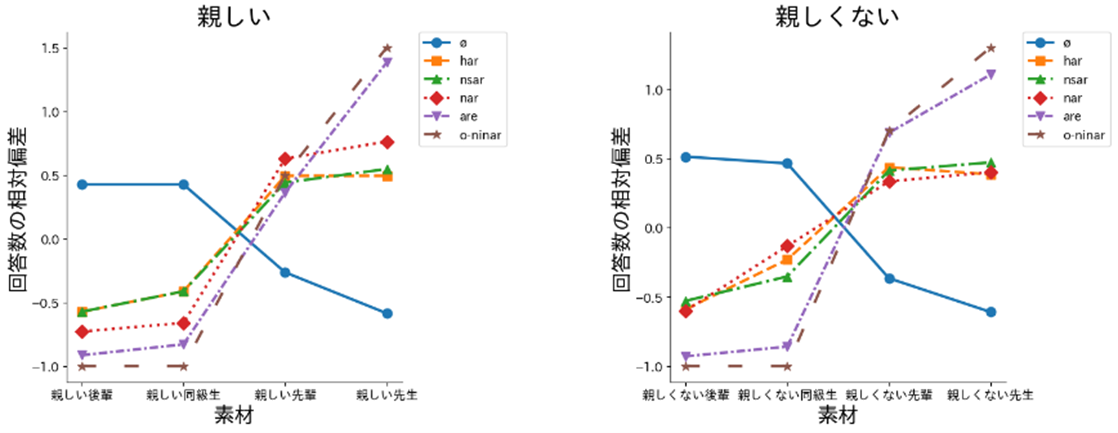 親しい
回答数の相対偏差
1.5
1.0
0.5
0.0
−0.5
−1.0
親しい後輩 親しい同級生 親しい先輩 親しい先生
素材
ø
har
nsar
nar
are
o-ninar
親しくない
回答数の相対偏差
1.0
0.5
0.0
−0.5
−1.0
親しくない後輩 親しくない同級生 親しくない先輩 親しくない先生
素材
ø
har
nsar
nar
are
o-ninar